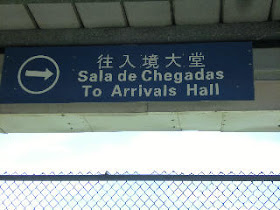 往入境大堂
Sala de Chegadas
To Arrivals Hall